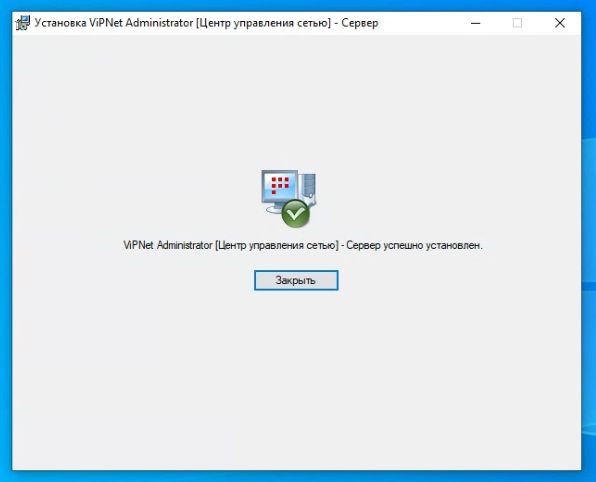 Установка ViPNet Administrator [Центр управления сетью] - Сервер
ViPNet Administrator [Центр управления сетью] - Сервер успешно установлен.
Закрыть